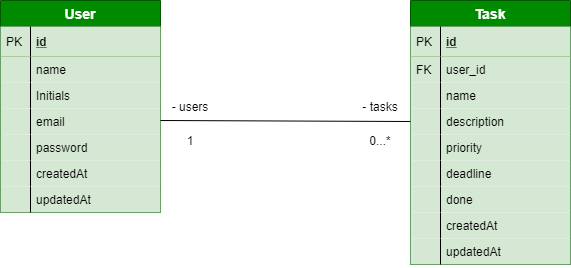 User
PK id
name
Initials
email
password
createdAt
updatedAt
- users
1
- tasks
0...*
Task
PK id
FK user_id
name
description
priority
deadline
done
createdAt
updatedAt